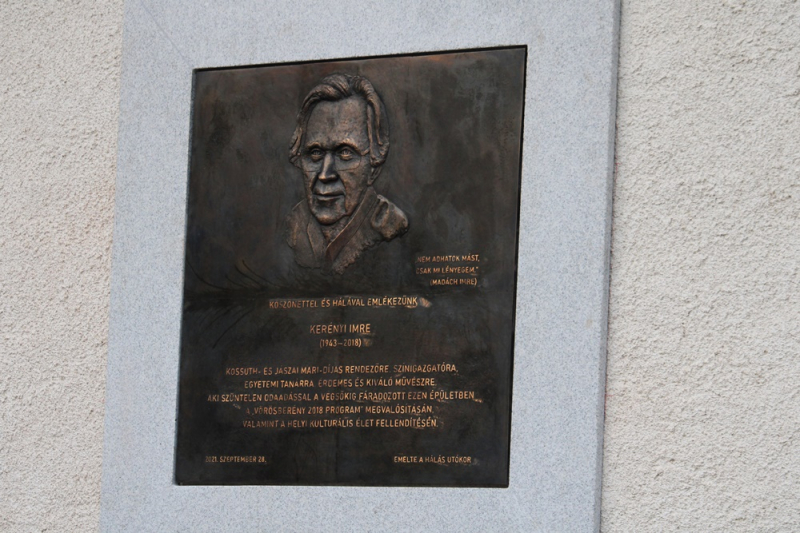 „NEM ADHATOK MÁST,
CSAK MI LÉNYEGEM."
(MADÁCH IMRE)
KÖSZÖNETTEL ÉS HÁLÁVAL EMLÉKEZÜNK
KERÉNYI IMRE
(1943–2018)
KOSSUTH- ÉS JÁSZAI MARI-DÍJAS RENDEZŐRE, SZÍNIGAZGATÓRA,
EGYETEMI TANÁRRA, ÉRDEMES ÉS KIVÁLÓ MŰVÉSZRE,
AKI SZÜNTELEN ODAADÁSSAL A VÉGSŐKIG FÁRADOZOTT EZEN ÉPÜLETBEN
A „VÖRÖSBERÉNY 2018 PROGRAM" MEGVALÓSÍTÁSÁN,
VALAMINT A HELYI KULTURÁLIS ÉLET FELLENDÍTÉSÉN.
2021. SZEPTEMBER 28.
EMELTE A HÁLÁS UTÓKOR